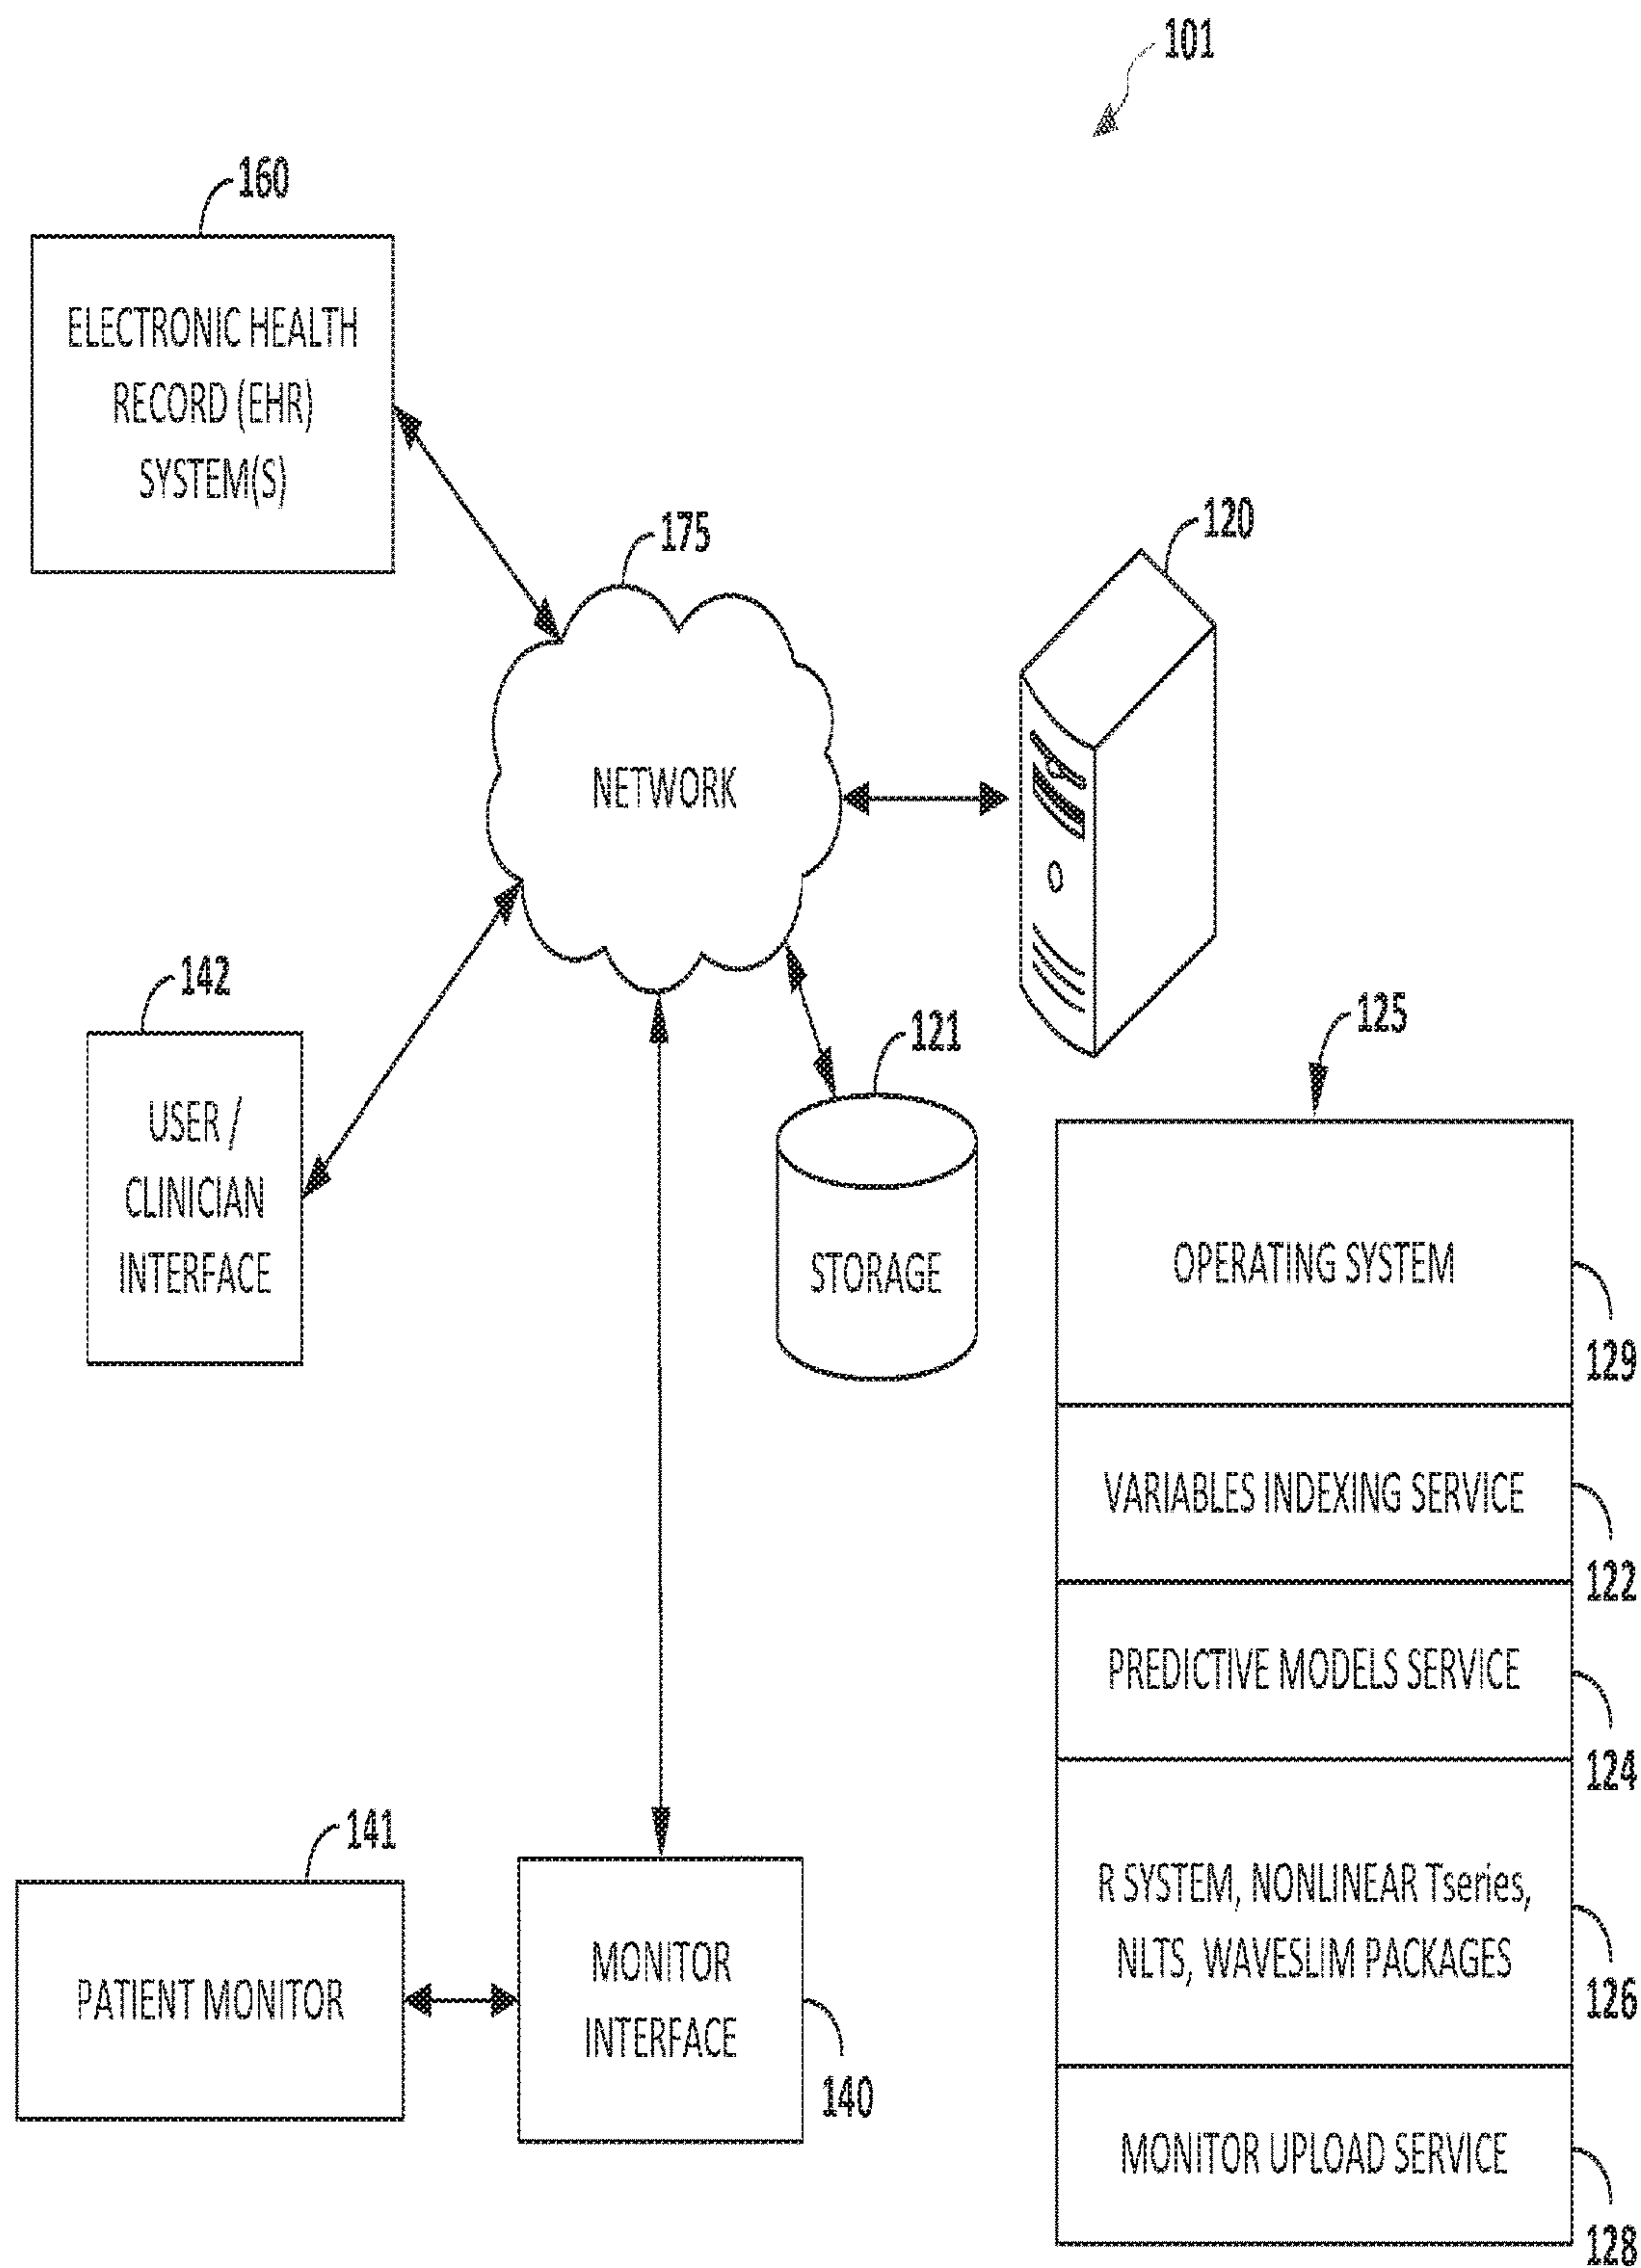 101
160
ELECTRONIC HEALTH
RECORD (EHR)
SYSTEM(S)
175
120
NETWORK
142
USER /
CLINICIAN
INTERFACE
121
STORAGE
125
OPERATING SYSTEM
129
VARIABLES INDEXING SERVICE
122
PREDICTIVE MODELS SERVICE
124
R SYSTEM, NONLINEAR Tseries,
NLTS, WAVESLIM PACKAGES
126
MONITOR UPLOAD SERVICE
128
141
PATIENT MONITOR
MONITOR
INTERFACE
140